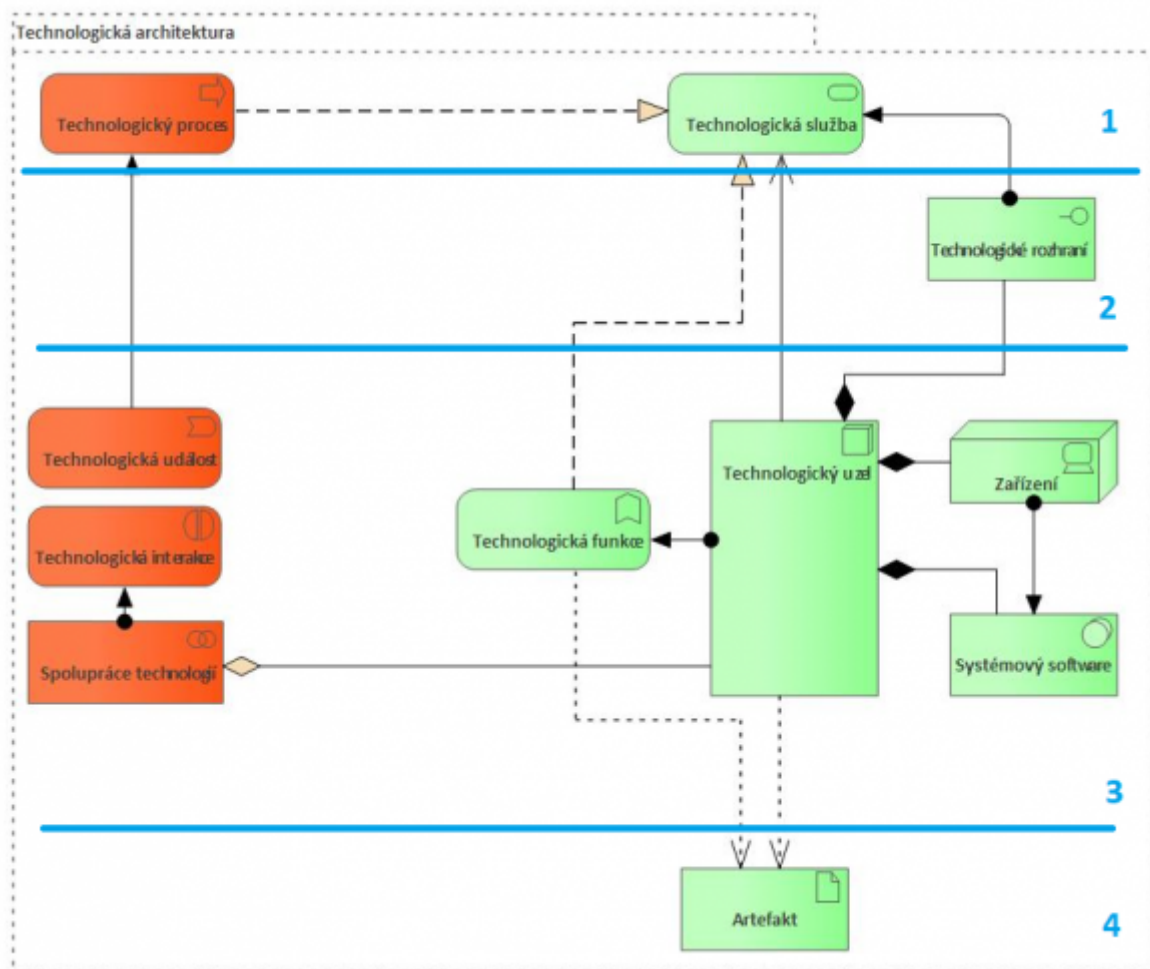 Technologická architektura
Technologický proces
Technologická služba
1
Technologické rozhraní
2
Technologická událost
Technologický uzel
Zařízení
Technologická funkce
Technologická interakce
Spolupráce technologií
Systémový software
3
Artefakt
4